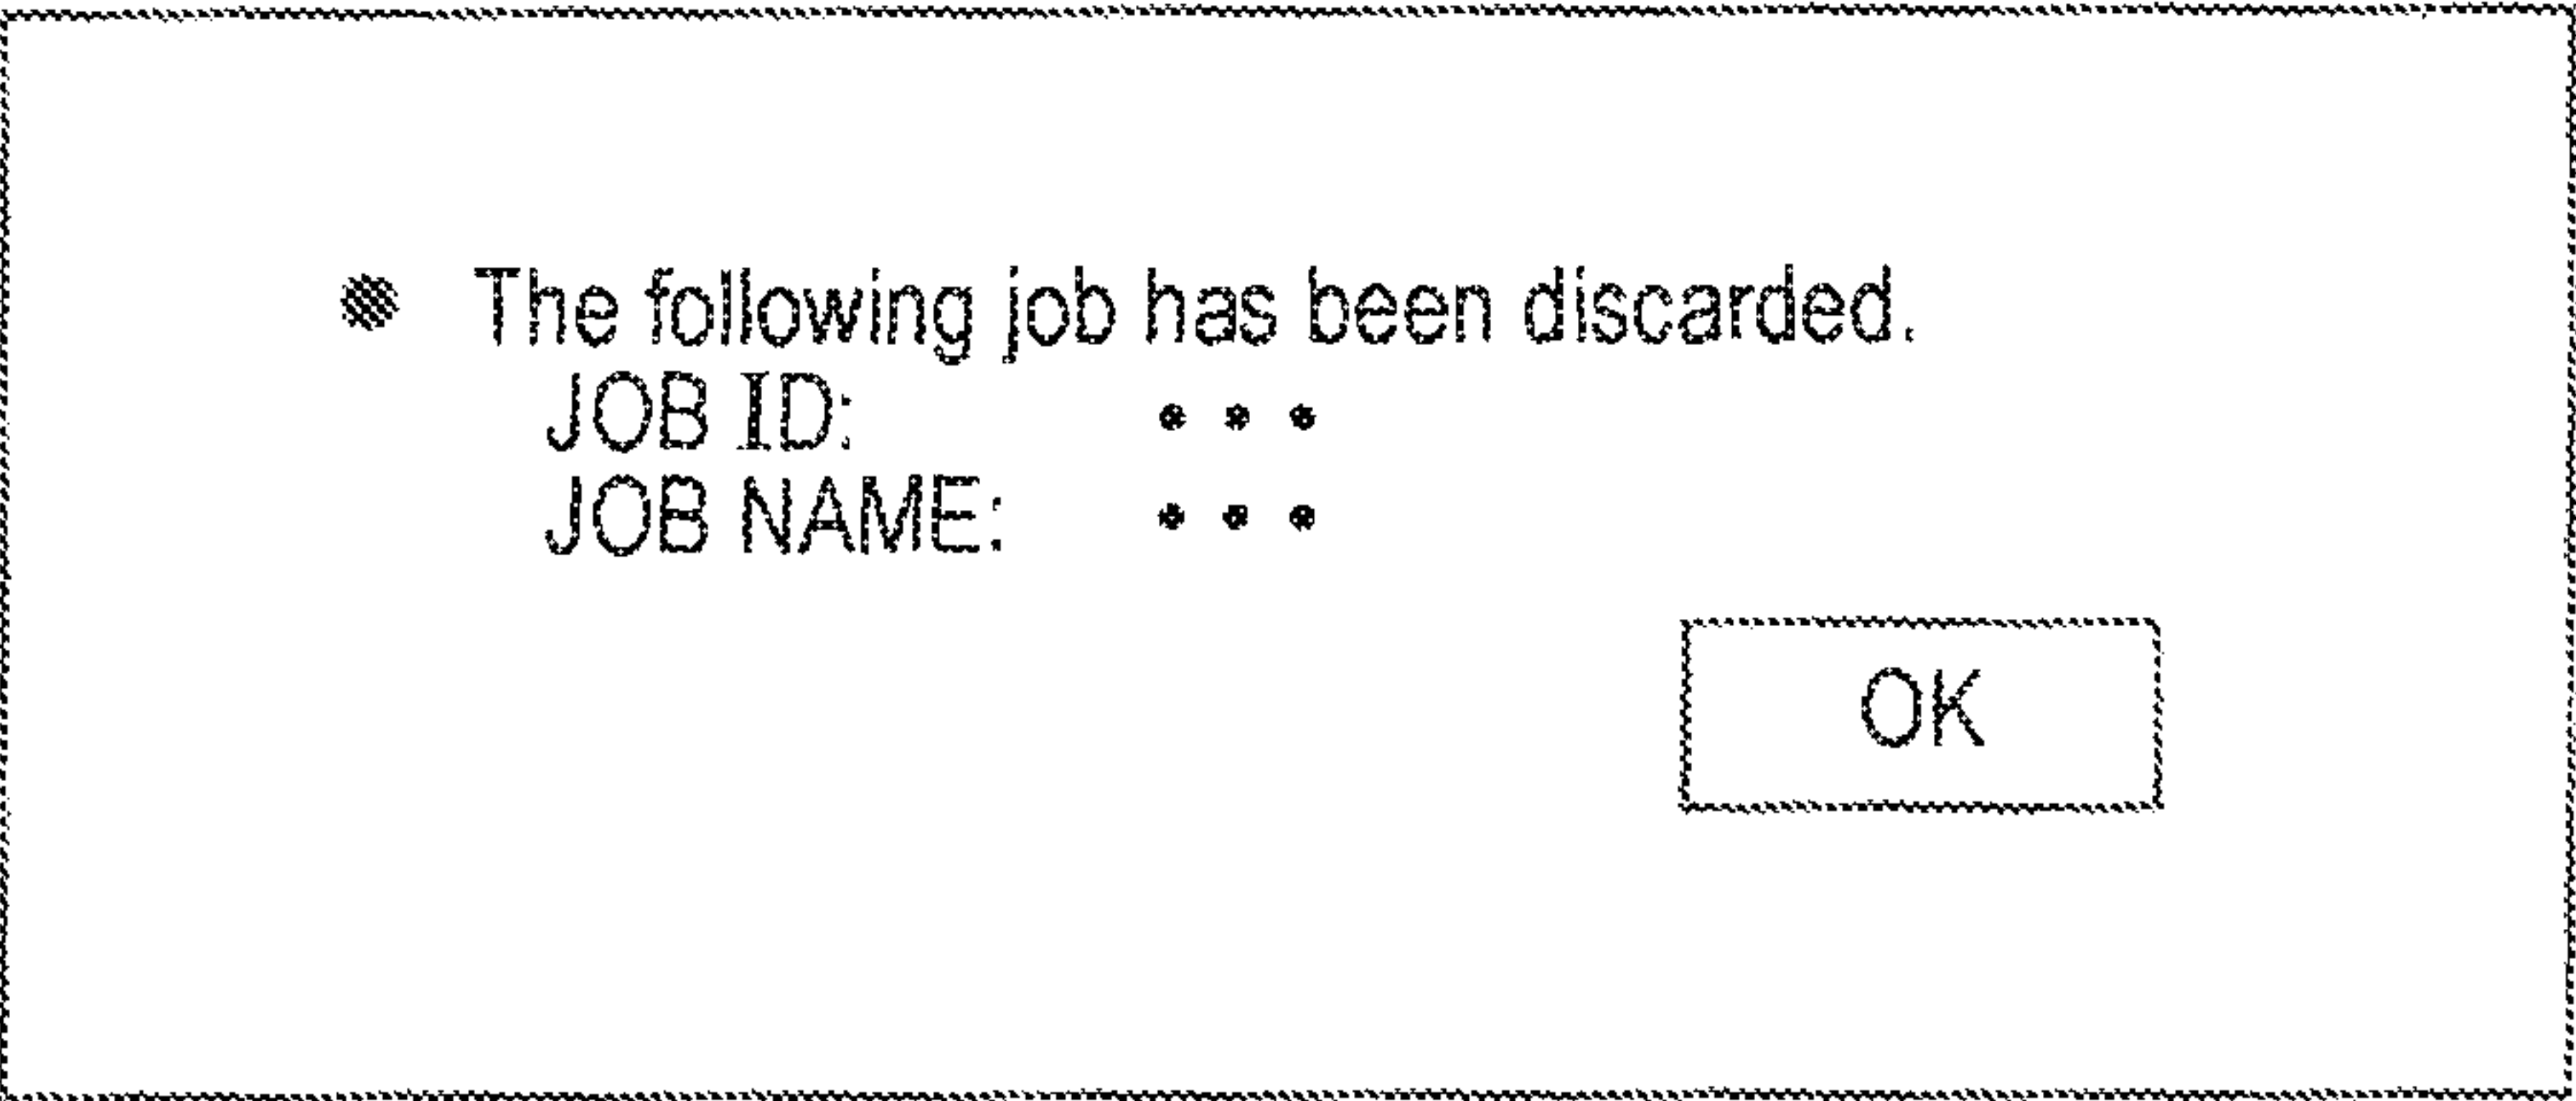 ● The following job has been discarded.
JOB ID: • • •
JOB NAME: • • •
OK